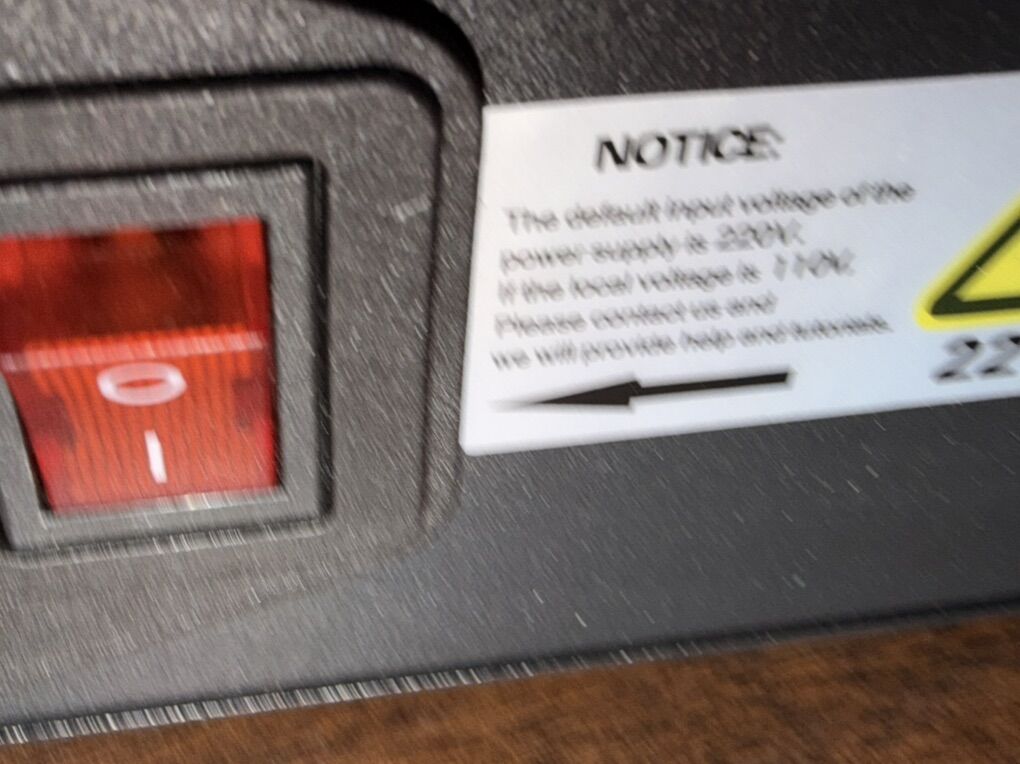 NOTICE:
The default input voltage of the
power supply is 220V.
If the local voltage is 110V.
Please contact us and
we will provide help and tutorials.
22
O
I